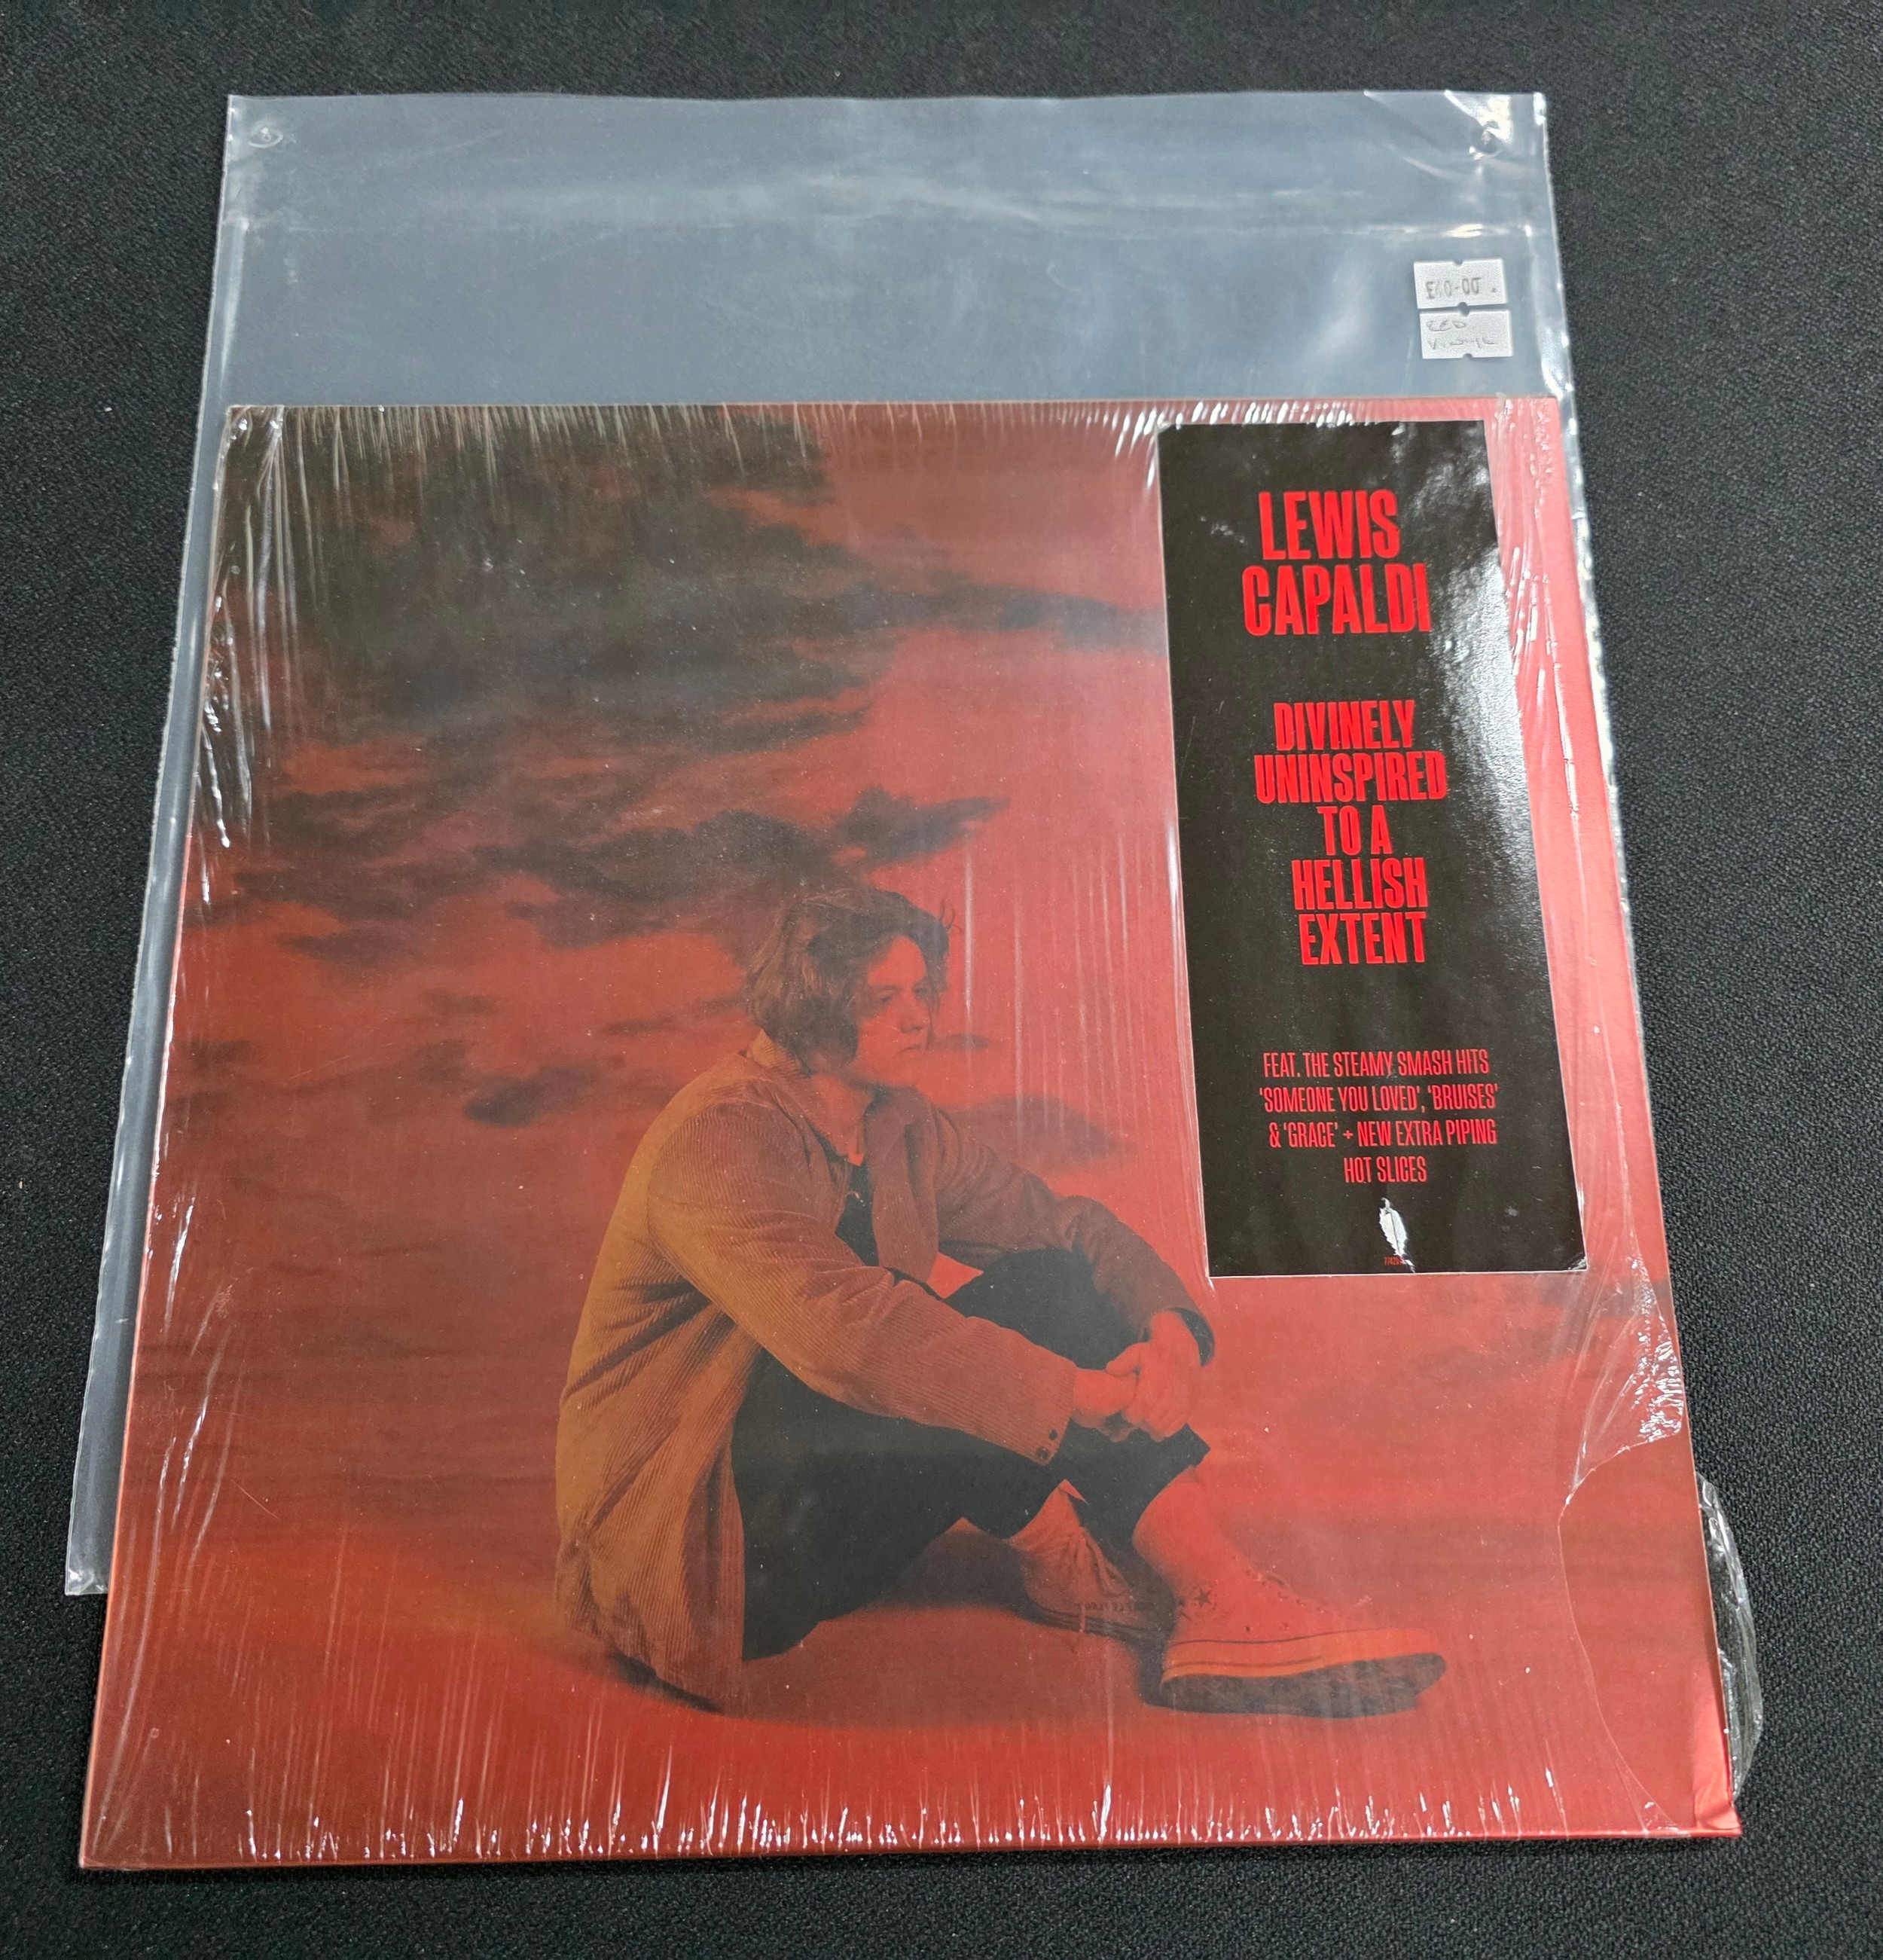 £40-00.
RED
VINYL
LEWIS
CAPALDI
DIVINELY
UNINSPIRED
TO A
HELLISH
EXTENT
FEAT. THE STEAMY SMASH HITS
'SOMEONE YOU LOVED', 'BRUISES'
& 'GRACE' + NEW EXTRA PIPING
HOT SLICES